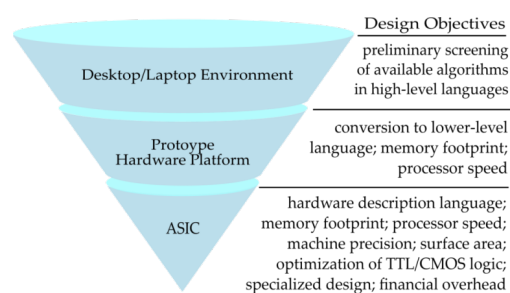 Design Objectives
Desktop/Laptop Environment
preliminary screening
of available algorithms
in high-level languages
Protoype
Hardware Platform
conversion to lower-level
language; memory footprint;
processor speed
ASIC
hardware description language;
memory footprint; processor speed;
machine precision; surface area;
optimization of TTL/CMOS logic;
specialized design; financial overhead